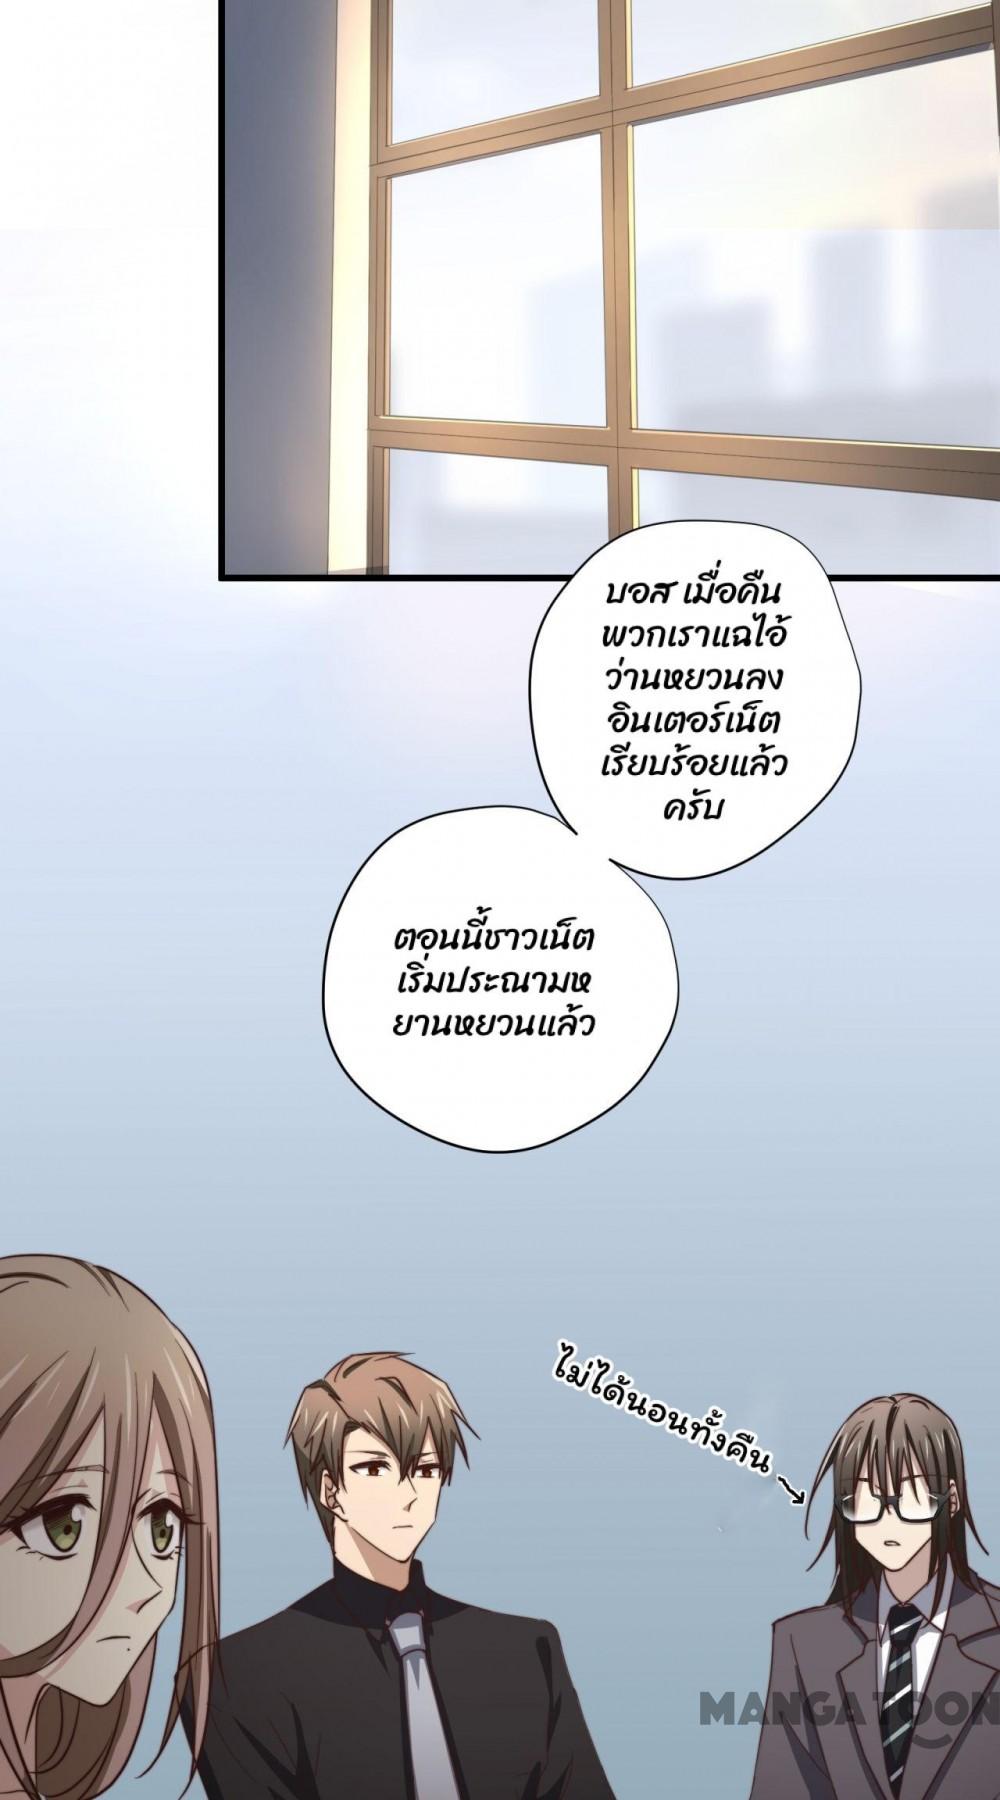 บอส เมื่อคืน
พวกเราแฉไอ้
ว่านหยวนลง
อินเตอร์เน็ต
เรียบร้อยแล้ว
ครับ
ตอนนี้ชาวเน็ต
เริ่มประณามห
ยานหยวนแล้ว
ไม่ได้นอนทั้งคืน
MANGATOON